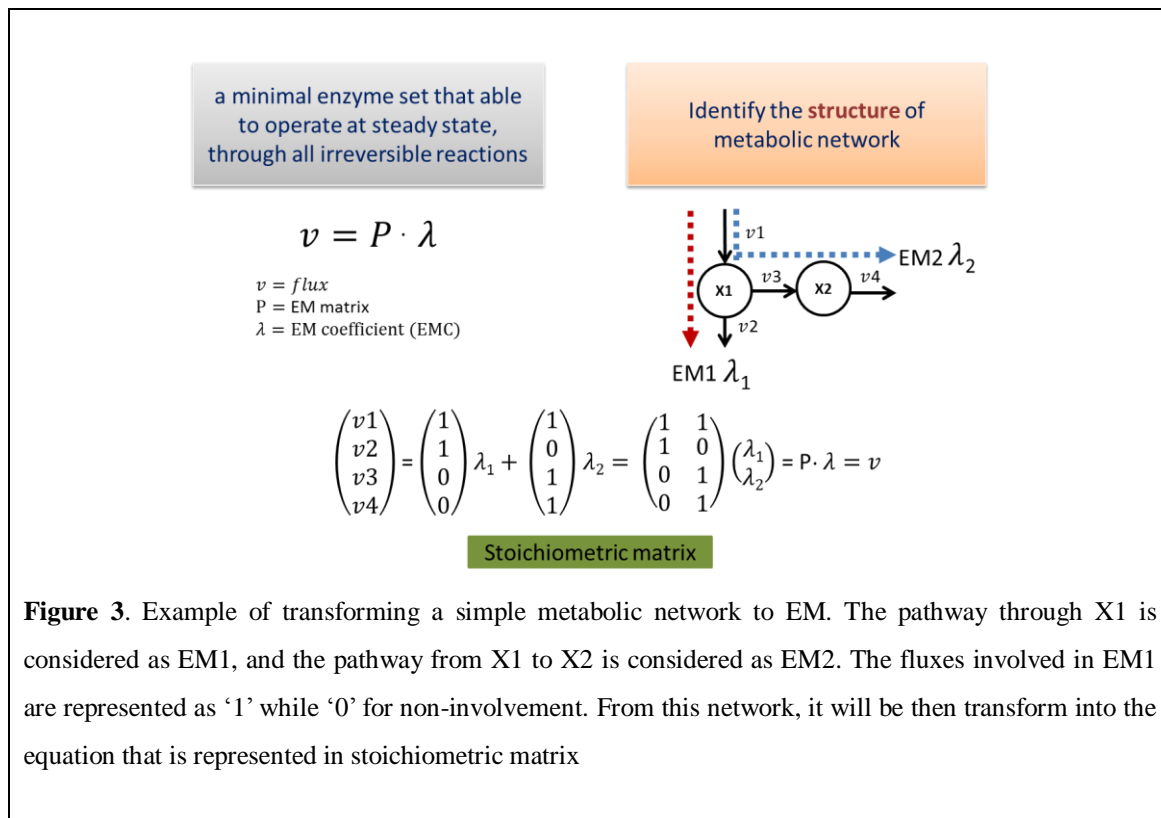 a minimal enzyme set that able
to operate at steady state,
through all irreversible reactions
Identify the structure of
metabolic network
v = P · λ
v = flux
P = EM matrix
λ = EM coefficient (EMC)
v1
EM2 λ₂
X1
v3
X2
v4
v2
EM1 λ₁
(v1 v2 v3 v4) = (1 1 0 0) λ₁ + (1 0 1 1) λ₂ = (1 1 1 0 0 1 0 1) (λ₁ λ₂) = P· λ = v
Stoichiometric matrix
Figure 3. Example of transforming a simple metabolic network to EM. The pathway through X1 is
considered as EM1, and the pathway from X1 to X2 is considered as EM2. The fluxes involved in EM1
are represented as ‘1’ while ‘0’ for non-involvement. From this network, it will be then transform into the
equation that is represented in stoichiometric matrix